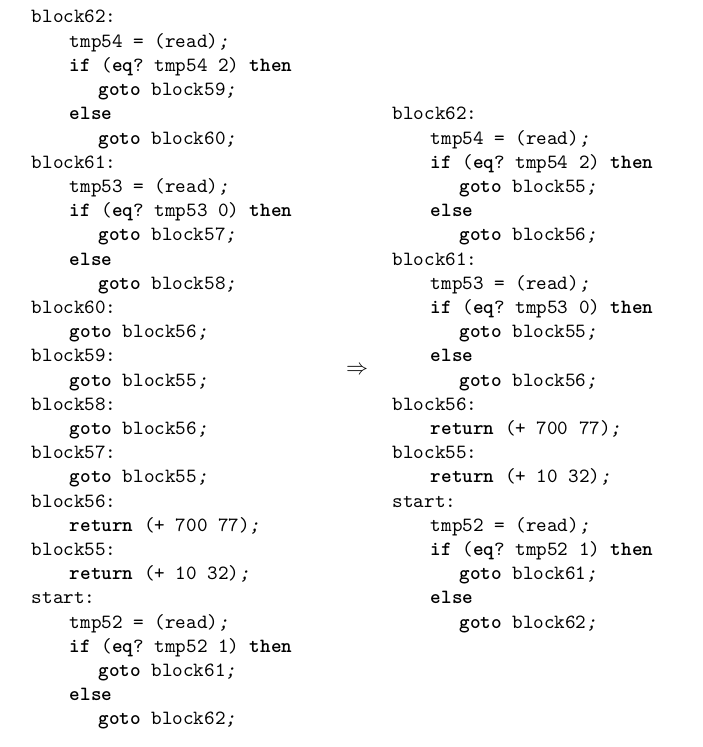 block62:
tmp54 = (read);
if (eq? tmp54 2) then
goto block59;
else
goto block60;
block61:
tmp53 = (read);
if (eq? tmp53 0) then
goto block57;
else
goto block58;
block60:
goto block56;
block59:
goto block55;
block58:
goto block56;
block57:
goto block55;
block56:
return (+ 700 77);
block55:
return (+ 10 32);
start:
tmp52 = (read);
if (eq? tmp52 1) then
goto block61;
else
goto block62;
⇒
block62:
tmp54 = (read);
if (eq? tmp54 2) then
goto block55;
else
goto block56;
block61:
tmp53 = (read);
if (eq? tmp53 0) then
goto block55;
else
goto block56;
block56:
return (+ 700 77);
block55:
return (+ 10 32);
start:
tmp52 = (read);
if (eq? tmp52 1) then
goto block61;
else
goto block62;